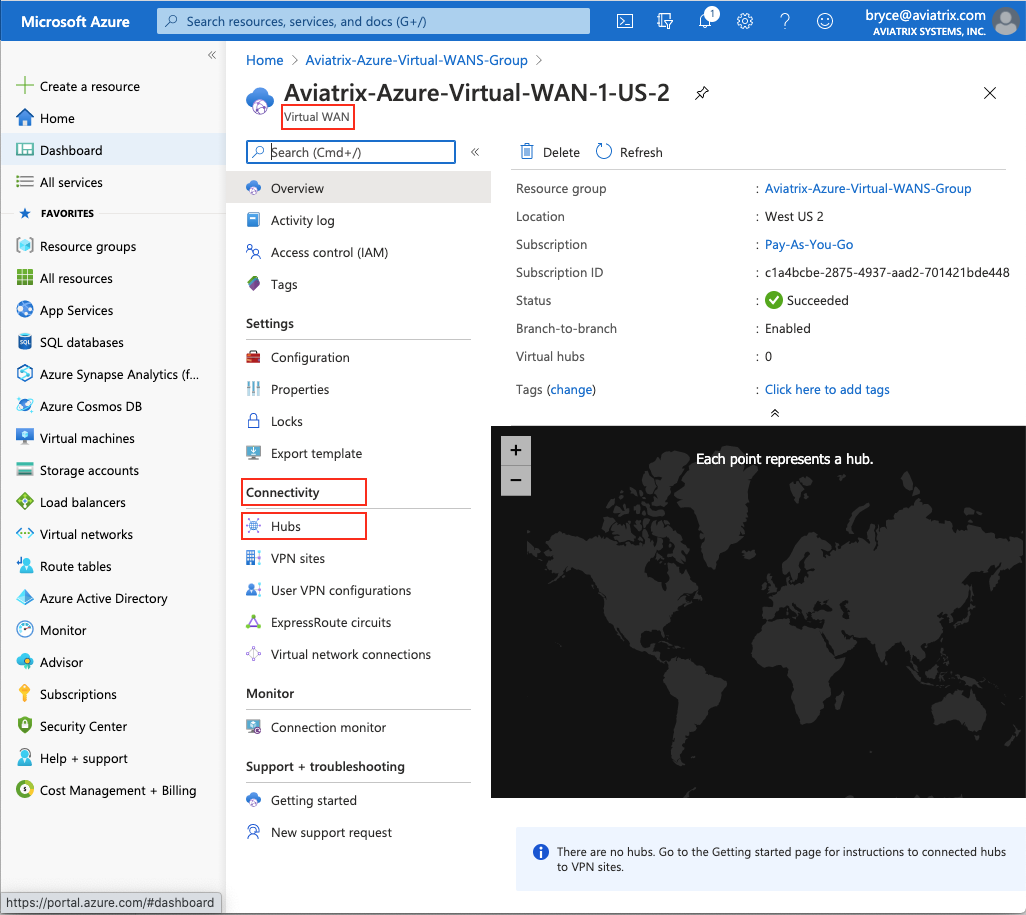 Microsoft Azure
Search resources, services, and docs (G+/)
1
bryce@aviatrix.com
AVIATRIX SYSTEMS, INC.
Create a resource
Home
Dashboard
All services
FAVORITES
Resource groups
All resources
App Services
SQL databases
Azure Synapse Analytics (f...
Azure Cosmos DB
Virtual machines
Storage accounts
Load balancers
Virtual networks
Route tables
Azure Active Directory
Monitor
Advisor
Subscriptions
Security Center
Help + support
Cost Management + Billing
https://portal.azure.com/#dashboard
Home > Aviatrix-Azure-Virtual-WANS-Group >
Aviatrix-Azure-Virtual-WAN-1-US-2
Virtual WAN
Search (Cmd+/)
Overview
Activity log
Access control (IAM)
Tags
Settings
Configuration
Properties
Locks
Export template
Connectivity
Hubs
VPN sites
User VPN configurations
ExpressRoute circuits
Virtual network connections
Monitor
Connection monitor
Support + troubleshooting
Getting started
New support request
Delete Refresh
Resource group : Aviatrix-Azure-Virtual-WANS-Group
Location : West US 2
Subscription : Pay-As-You-Go
Subscription ID : c1a4bcbe-2875-4937-aad2-701421bde448
Status : Succeeded
Branch-to-branch : Enabled
Virtual hubs : 0
Tags (change) : Click here to add tags
+
−
Each point represents a hub.
There are no hubs. Go to the Getting started page for instructions to connected hubs
to VPN sites.